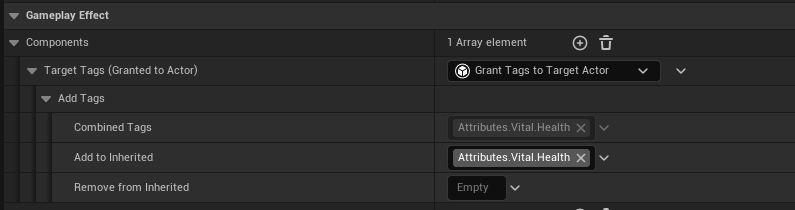 Gameplay Effect
Components 1 Array element
Target Tags (Granted to Actor) Grant Tags to Target Actor
Add Tags
Combined Tags Attributes.Vital.Health
Add to Inherited Attributes.Vital.Health
Remove from Inherited Empty